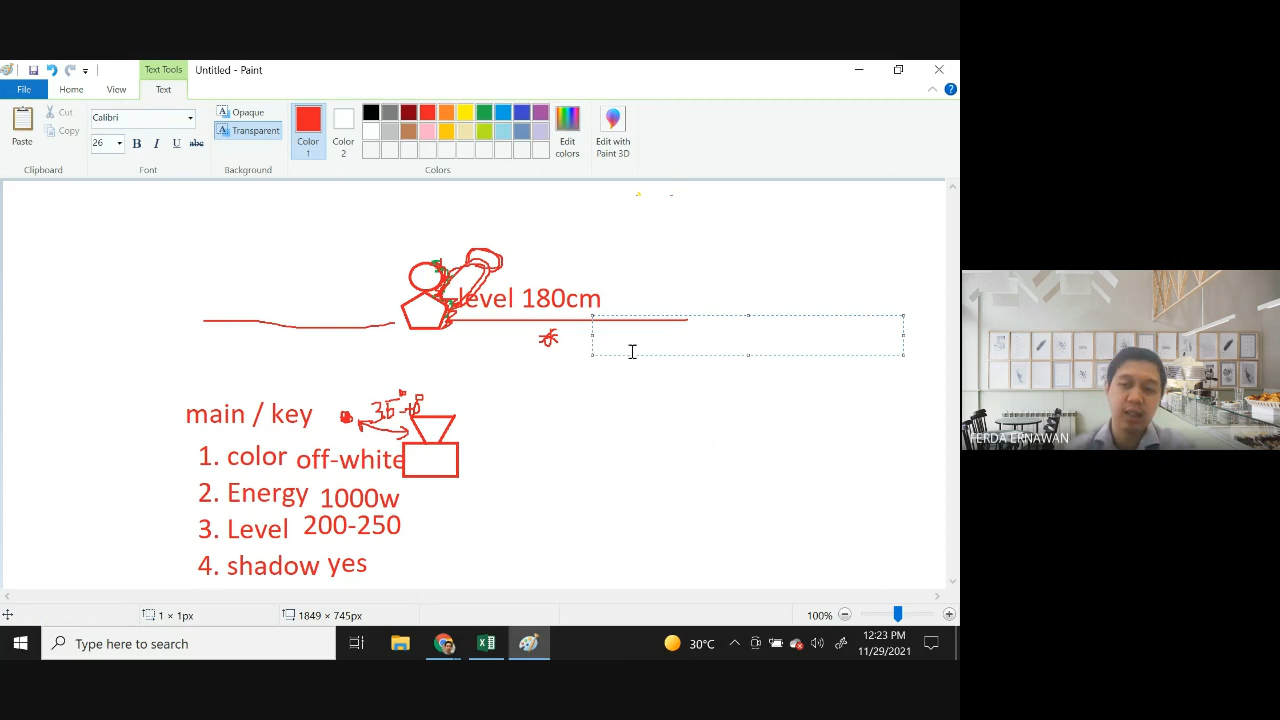 Text Tools
Untitled - Paint
File
Home
View
Text
Paste
Cut
Copy
Clipboard
Calibri
26
B I U abc
Font
Opaque
Transparent
Background
Color 1
Color 2
Edit colors
Colors
Edit with Paint 3D
level 180cm
main / key
1. color off-white
2. Energy 1000w
3. Level 200-250
4. shadow yes
FERDA ERNAWAN
1 × 1px
1849 × 745px
100%
Type here to search
30°C
12:23 PM
11/29/2021